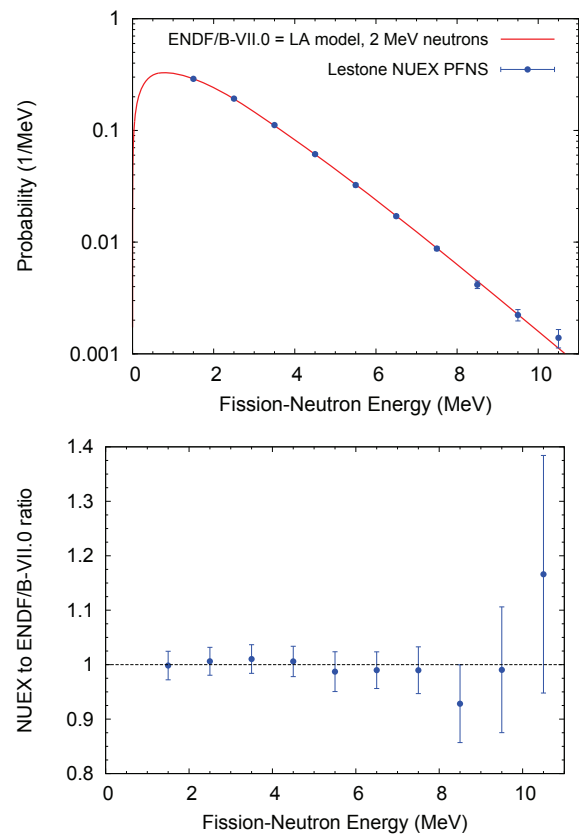 1
ENDF/B-VII.0 = LA model, 2 MeV neutrons
Lestone NUEX PFNS
0.1
Probability (1/MeV)
0.01
0.001
0 2 4 6 8 10
Fission-Neutron Energy (MeV)
1.4
1.3
1.2
NUEX to ENDF/B-VII.0 ratio
1.1
1
0.9
0.8
0 2 4 6 8 10
Fission-Neutron Energy (MeV)